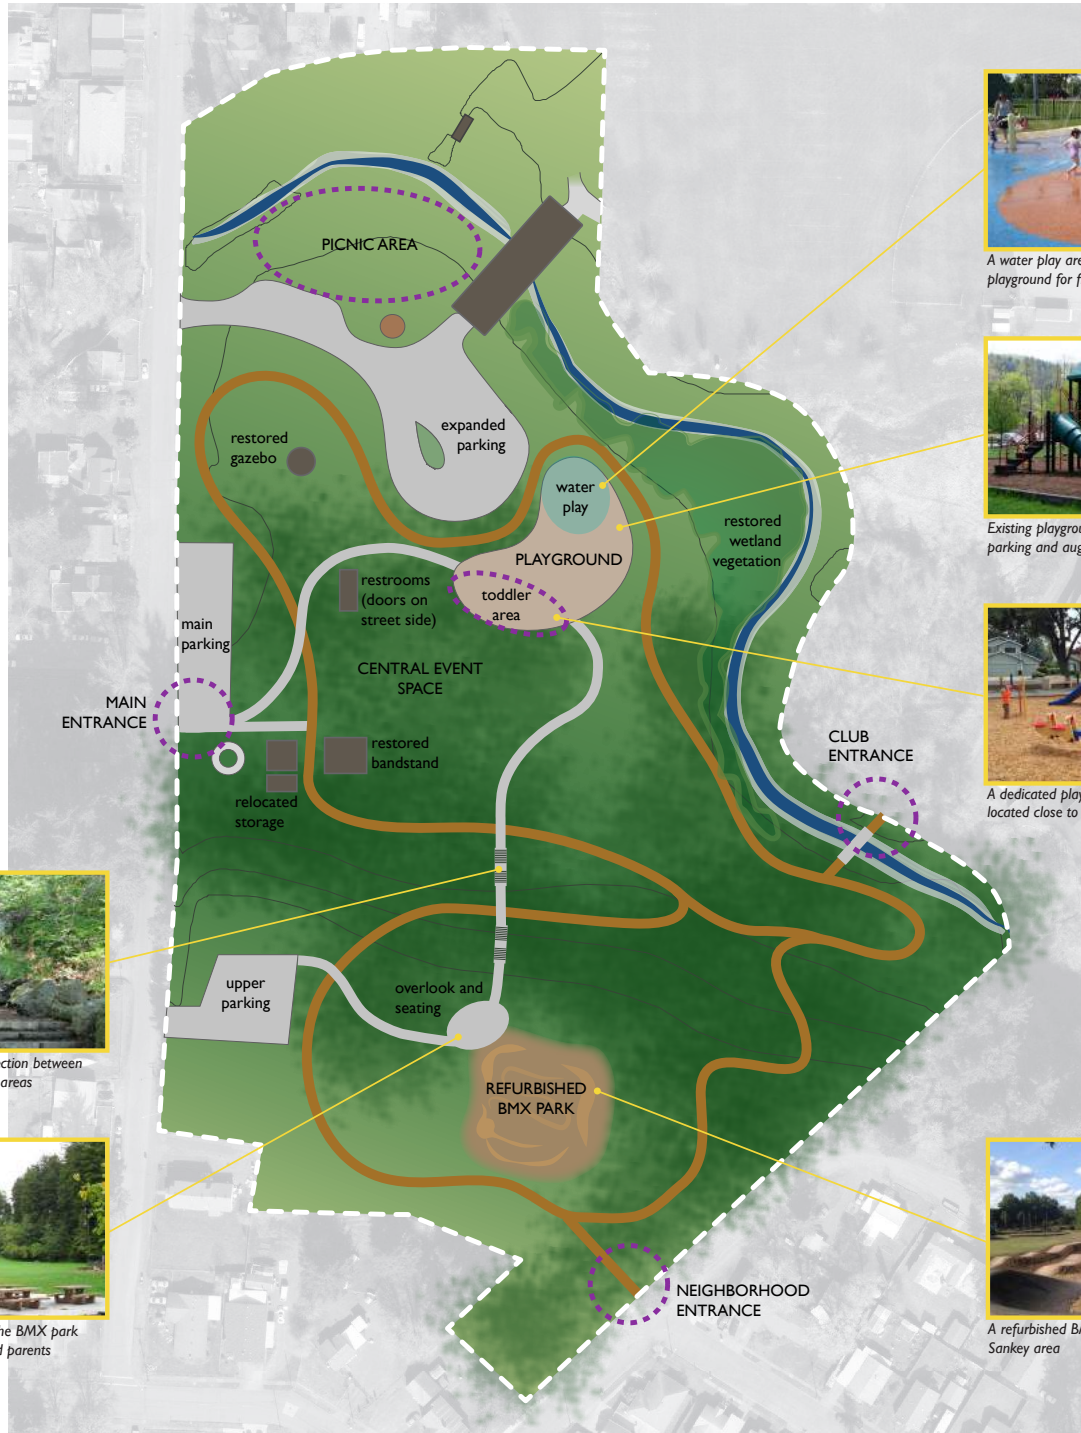 PICNIC AREA
A water play are
playground for f
expanded
parking
restored
gazebo
water
play
restored
wetland
vegetation
Existing playgrou
parking and aug
PLAYGROUND
restrooms
(doors on
street side)
toddler
area
main
parking
CENTRAL EVENT
SPACE
MAIN
ENTRANCE
restored
bandstand
CLUB
ENTRANCE
relocated
storage
A dedicated play
located close to
upper
parking
overlook and
seating
ction between
areas
REFURBISHED
BMX PARK
NEIGHBORHOOD
ENTRANCE
he BMX park
d parents
A refurbished B
Sankey area